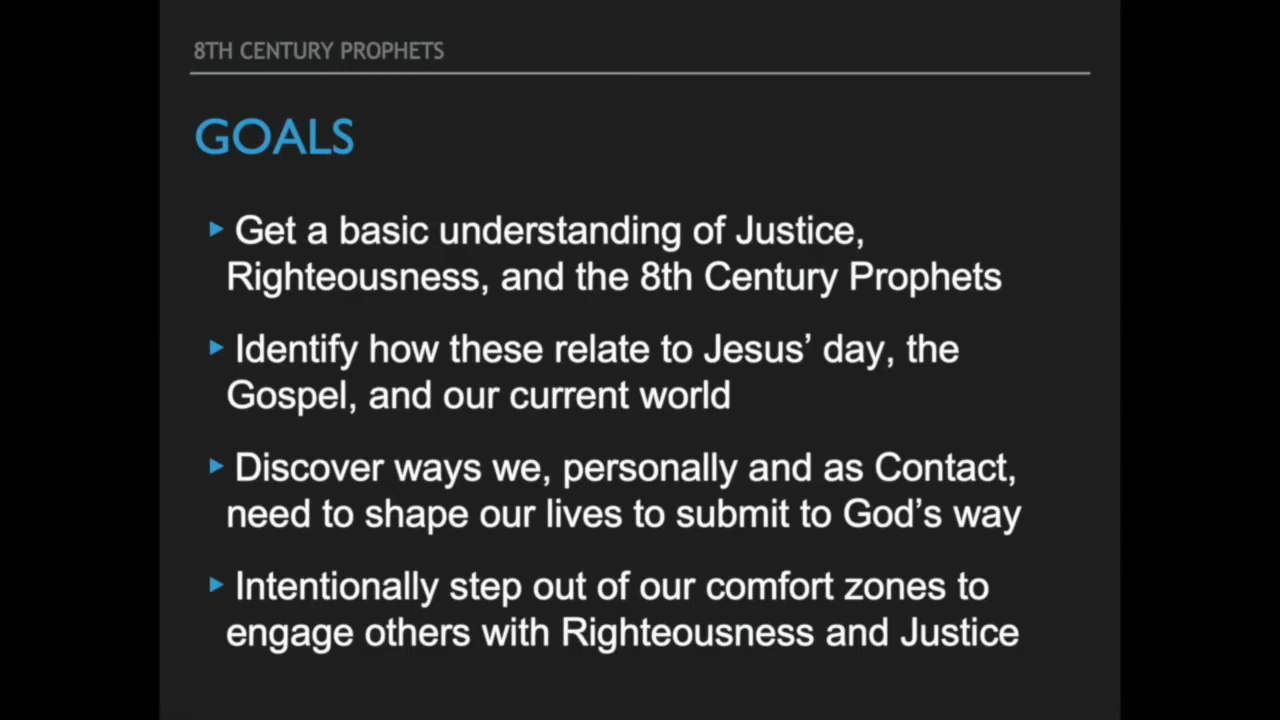 8TH CENTURY PROPHETS
GOALS
Get a basic understanding of Justice,
Righteousness, and the 8th Century Prophets
Identify how these relate to Jesus’ day, the
Gospel, and our current world
Discover ways we, personally and as Contact,
need to shape our lives to submit to God’s way
Intentionally step out of our comfort zones to
engage others with Righteousness and Justice